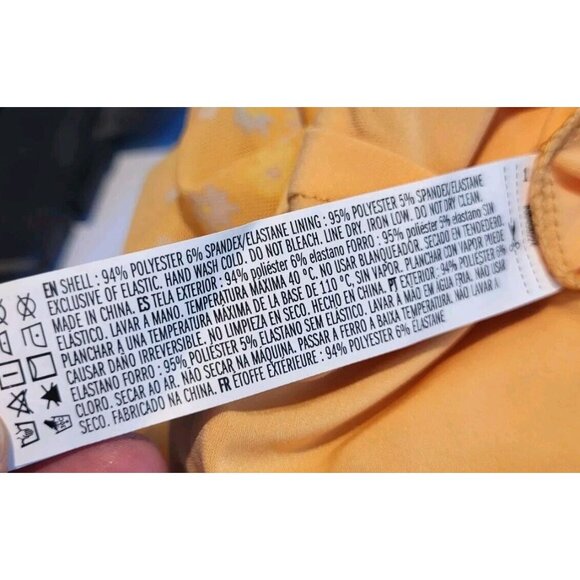 EN SHELL : 94% POLYESTER 6% SPANDEX/ELASTANE LINING : 95% POLYESTER 5% SPANDEX/ELASTANE
EXCLUSIVE OF ELASTIC. HAND WASH COLD. DO NOT BLEACH. LINE DRY. IRON LOW. DO NOT DRY CLEAN.
MADE IN CHINA. ES TELA EXTERIOR : 94% poliéster 6% elastano FORRO : 95% poliéster 5% elastano SIN
ELÁSTICO. LAVAR A MANO. TEMPERATURA MÁXIMA 40 °C. NO USAR BLANQUEADOR. SECADO EN TENDEDERO.
PLANCHAR A UNA TEMPERATURA MÁXIMA DE LA BASE DE 110 °C, SIN VAPOR. PLANCHAR CON VAPOR PUEDE
CAUSAR DAÑO IRREVERSIBLE. NO LIMPIEZA EN SECO. PT EXTERIOR : 94% POLIÉSTER 6%
ELASTANO FORRO : 95% POLIÉSTER 5% ELASTANO SEM ELÁSTICO. LAVAR À MÃO EM ÁGUA FRIA. NÃO USAR
CLORO. SECAR AO AR. NÃO SECAR NA MÁQUINA. PASSAR A FERRO A BAIXA TEMPERATURA. NÃO LIMPAR A
SECO. FABRICADO NA CHINA. FR ÉTOFFE EXTÉRIEURE : 94% POLYESTER 6% ELASTANE